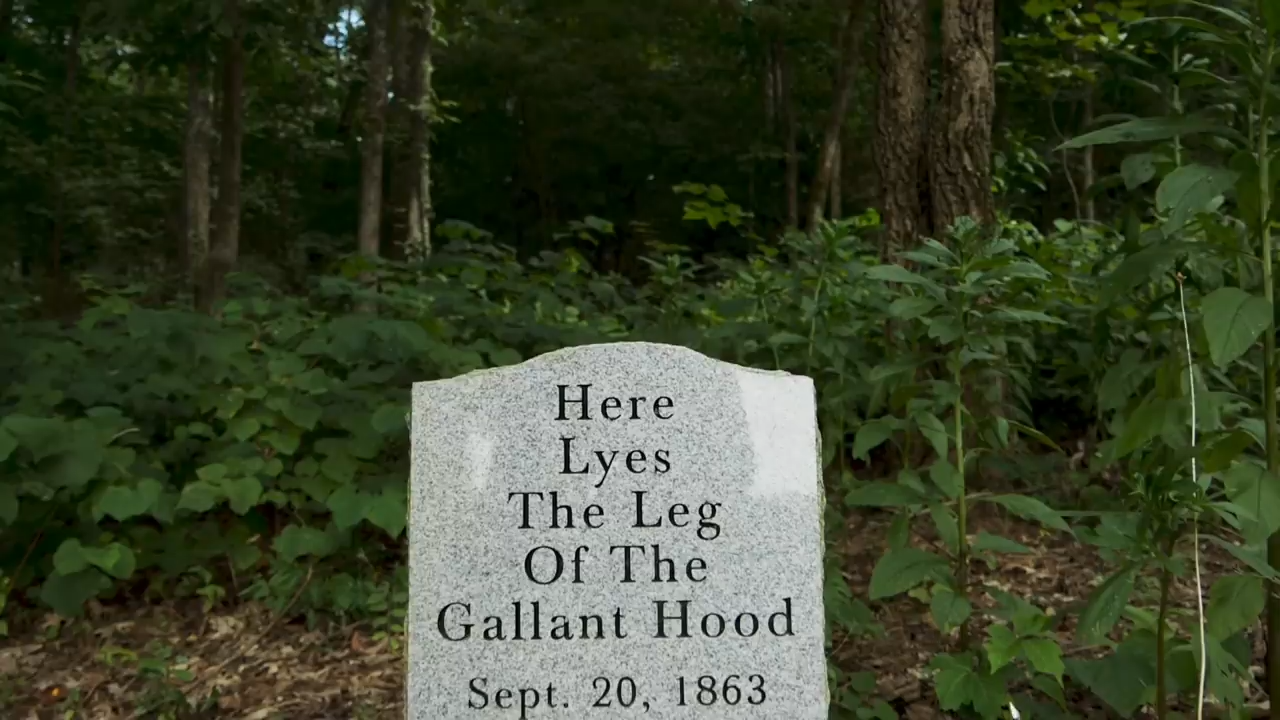 Here
Lyes
The Leg
Of The
Gallant Hood
Sept. 20, 1863